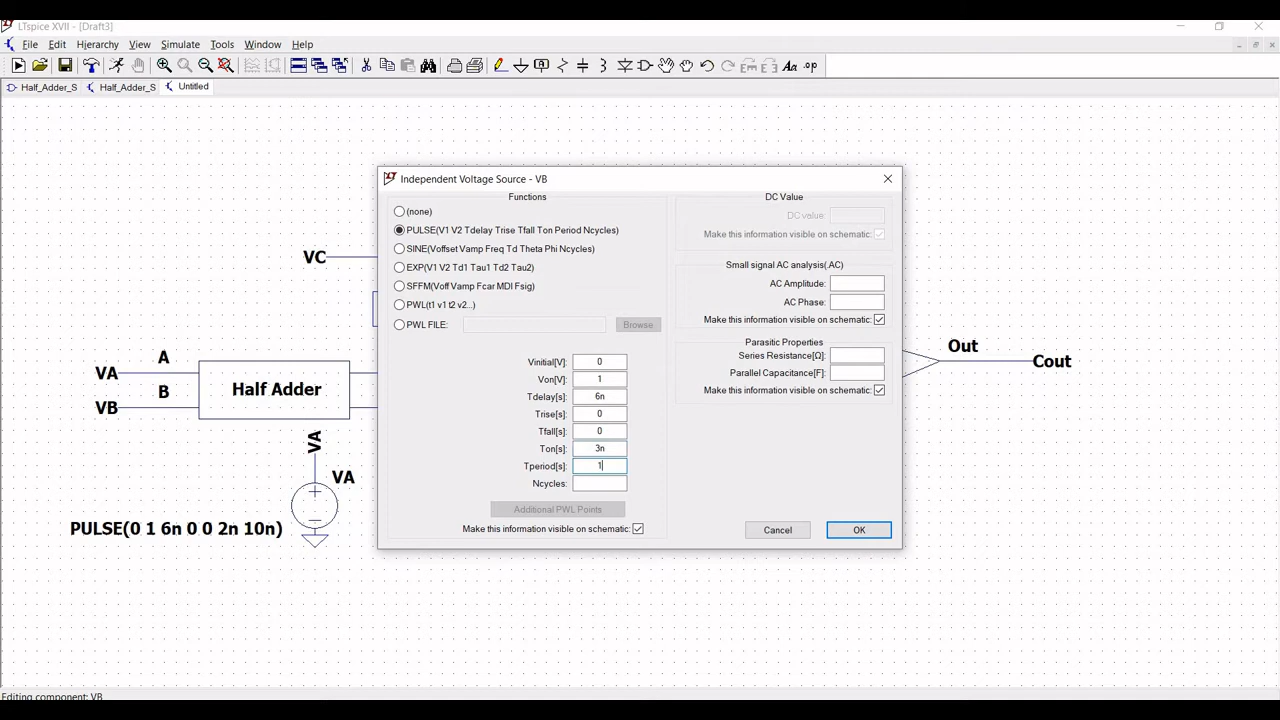 LTspice XVII - [Draft3]
File Edit Hierarchy View Simulate Tools Window Help
Aa .op
Half_Adder_S Half_Adder_S Untitled
Independent Voltage Source - VB
Functions
(none)
PULSE(V1 V2 Tdelay Trise Tfall Ton Period Ncycles)
SINE(Voffset Vamp Freq Td Theta Phi Ncycles)
EXP(V1 V2 Td1 Tau1 Td2 Tau2)
SFFM(Voff Vamp Fcar MDI Fsig)
PWL(t1 v1 t2 v2...)
PWL FILE: Browse
Vinitial[V]: 0
Von[V]: 1
Tdelay[s]: 6n
Trise[s]: 0
Tfall[s]: 0
Ton[s]: 3n
Tperiod[s]: 1
Ncycles:
Additional PWL Points
Make this information visible on schematic:
DC Value
DC value:
Make this information visible on schematic:
Small signal AC analysis(.AC)
AC Amplitude:
AC Phase:
Make this information visible on schematic:
Parasitic Properties
Series Resistance[Ω]:
Parallel Capacitance[F]:
Make this information visible on schematic:
Cancel OK
VC
A
VA
B
VB
Half Adder
VA
VA
PULSE(0 1 6n 0 0 2n 10n)
Out
Cout
Editing component: VB